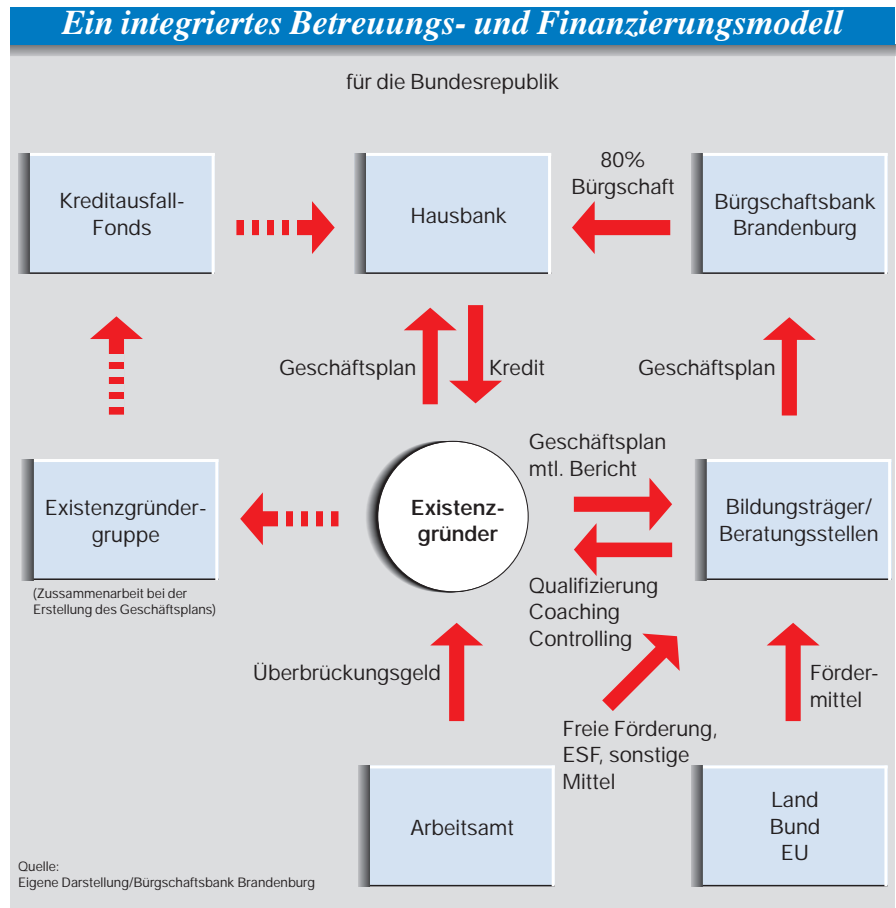 Ein integriertes Betreuungs- und Finanzierungsmodell
für die Bundesrepublik
Kreditausfall-
Fonds
Hausbank
80%
Bürgschaft
Bürgschaftsbank
Brandenburg
Geschäftsplan
Kredit
Geschäftsplan
Existenzgründer-
gruppe
(Zussammenarbeit bei der
Erstellung des Geschäftsplans)
Existenz-
gründer
Geschäftsplan
mtl. Bericht
Bildungsträger/
Beratungsstellen
Qualifizierung
Coaching
Controlling
Überbrückungsgeld
Freie Förderung,
ESF, sonstige
Mittel
Förder-
mittel
Arbeitsamt
Land
Bund
EU
Quelle:
Eigene Darstellung/Bürgschaftsbank Brandenburg